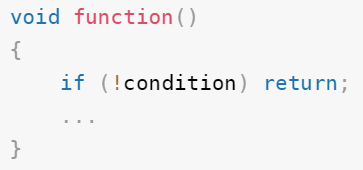 void function()
{
    if (!condition) return;
    ...
}